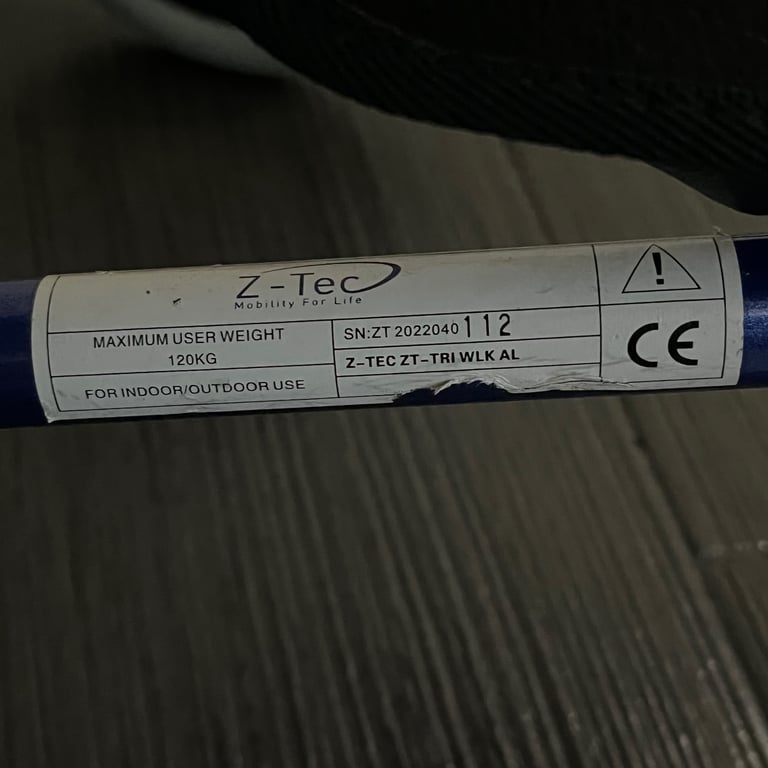 Z-Tec
Mobility For Life
!
MAXIMUM USER WEIGHT
120KG
SN:ZT 2022040112
Z-TEC ZT-TRI WLK AL
FOR INDOOR/OUTDOOR USE
CE